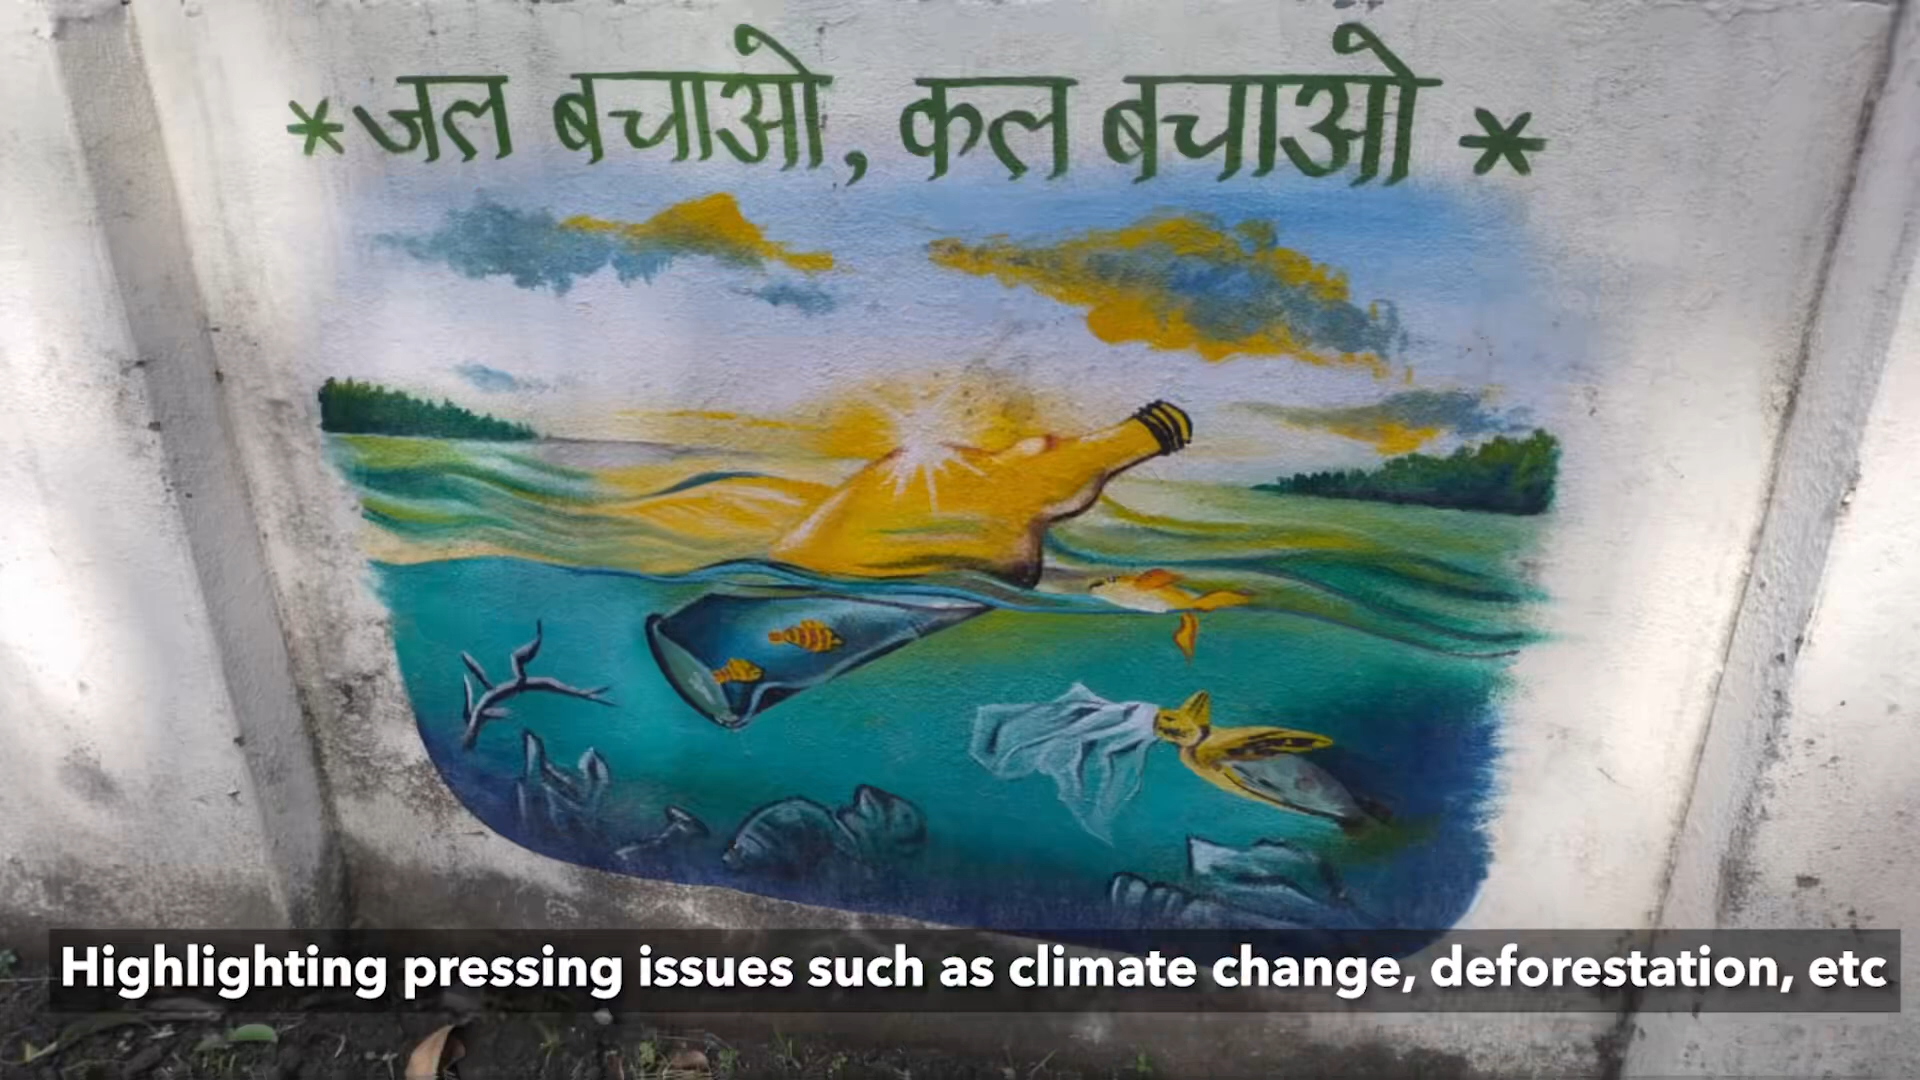 *जल बचाओ, कल बचाओ *
Highlighting pressing issues such as climate change, deforestation, etc